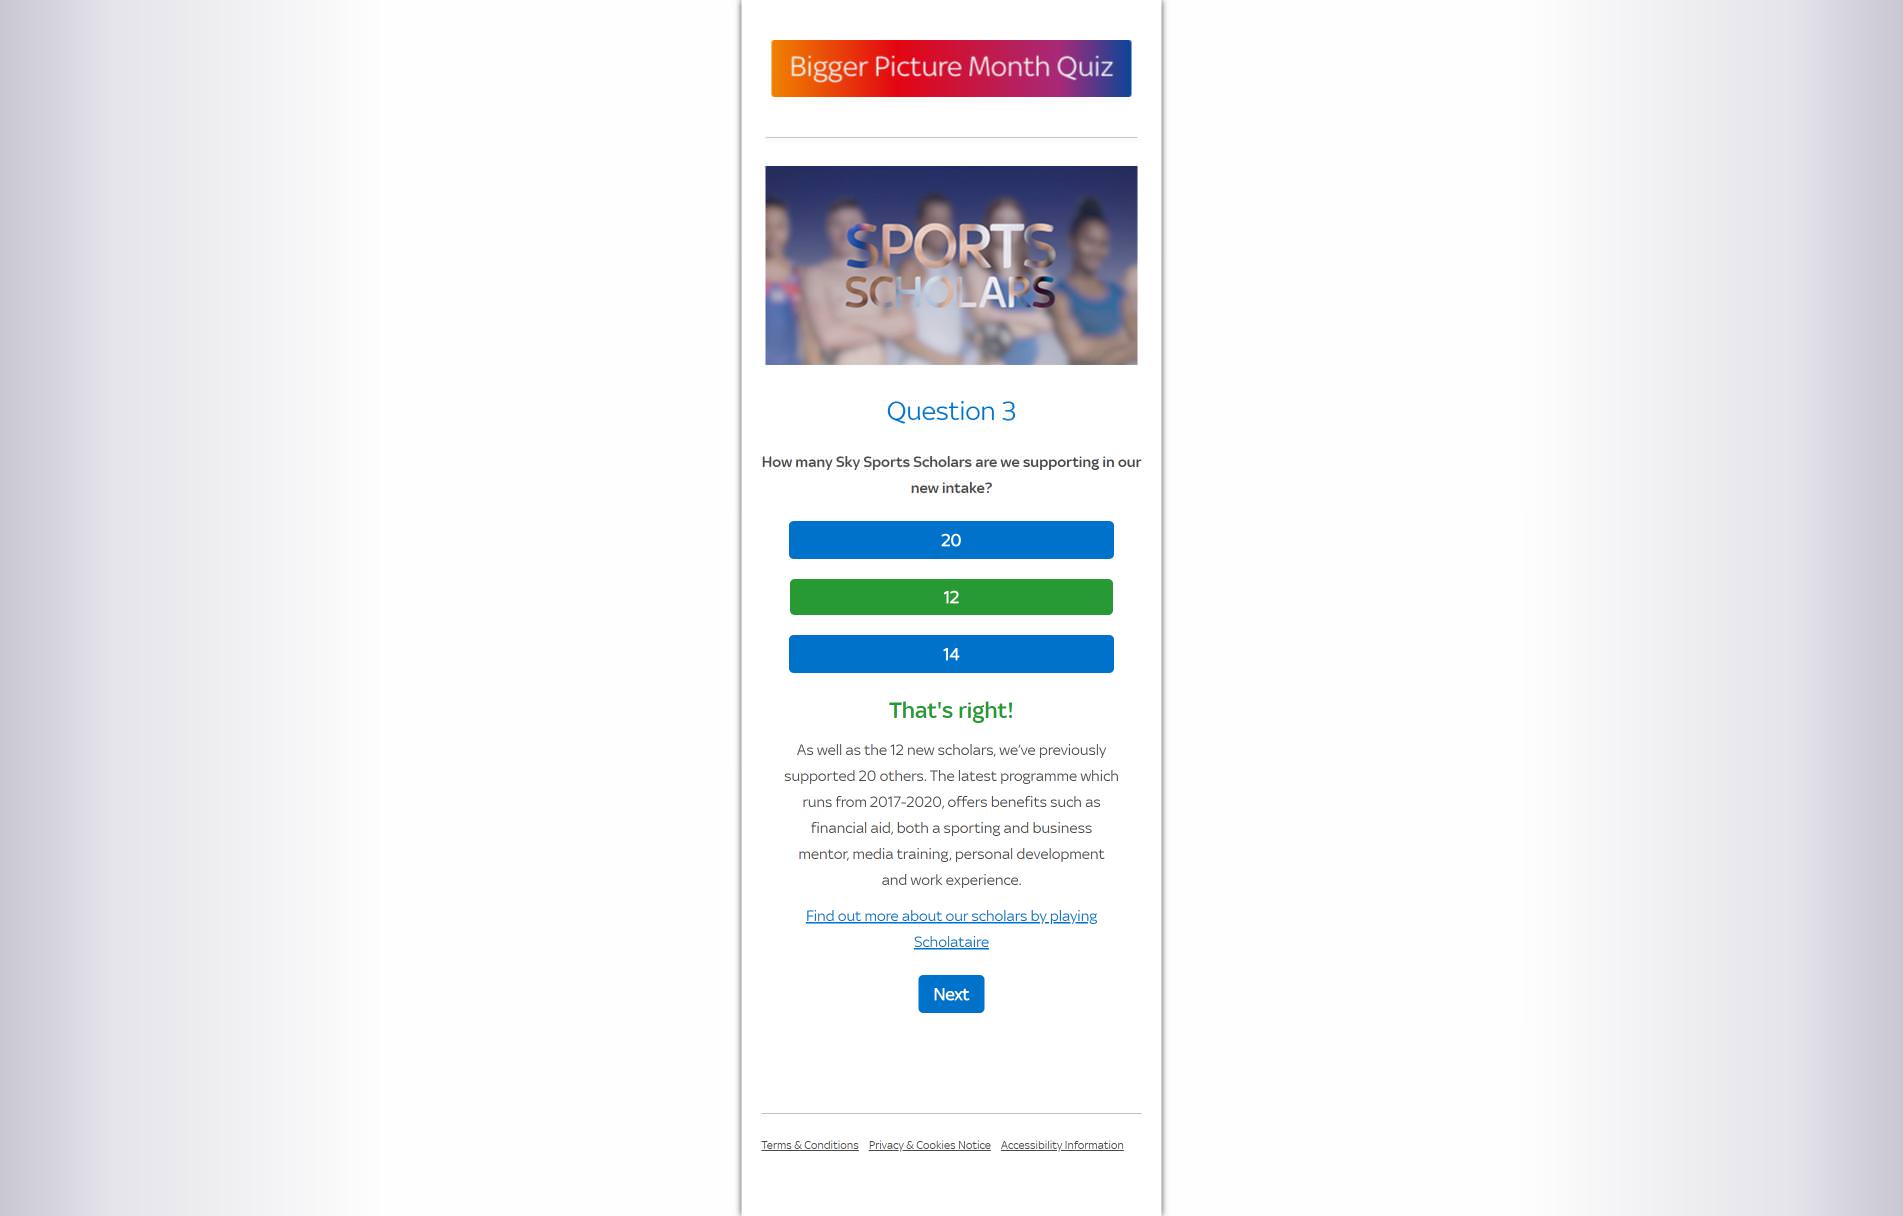 Bigger Picture Month Quiz
SPORTS
SCHOLARS
Question 3
How many Sky Sports Scholars are we supporting in our
new intake?
20
12
14
That's right!
As well as the 12 new scholars, we’ve previously
supported 20 others. The latest programme which
runs from 2017-2020, offers benefits such as
financial aid, both a sporting and business
mentor, media training, personal development
and work experience.
Find out more about our scholars by playing
Scholataire
Next
Terms & Conditions Privacy & Cookies Notice Accessibility Information